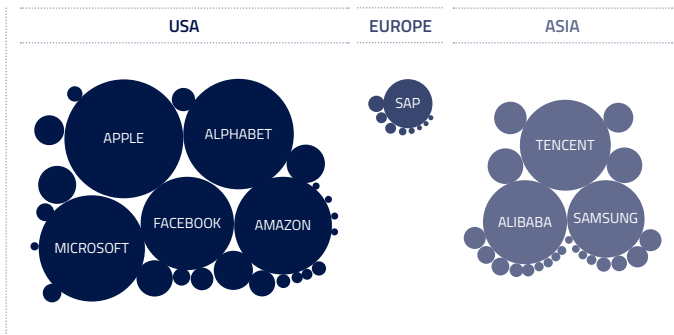 USA
EUROPE
ASIA
APPLE
ALPHABET
FACEBOOK
AMAZON
MICROSOFT
SAP
TENCENT
ALIBABA
SAMSUNG